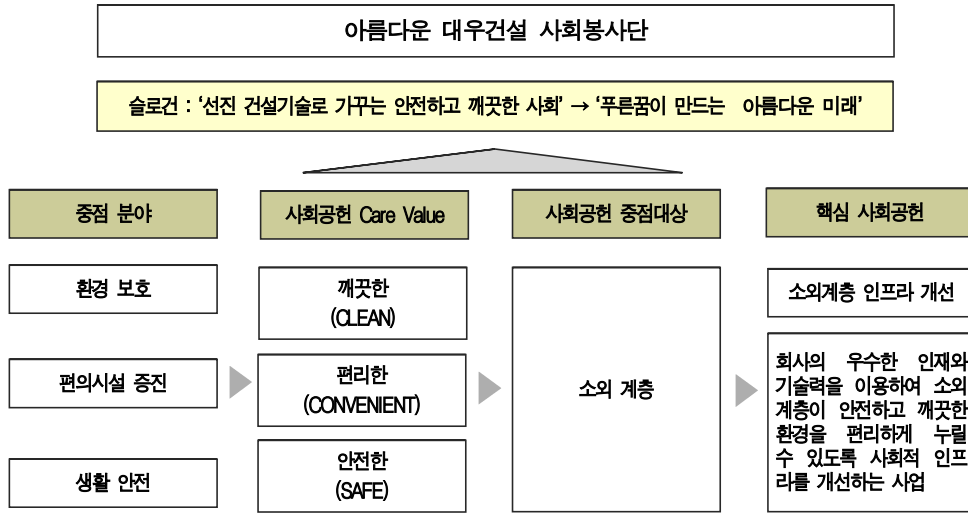 아름다운 대우건설 사회봉사단
슬로건 : ‘선진 건설기술로 가꾸는 안전하고 깨끗한 사회’ → ‘푸른꿈이 만드는 아름다운 미래’
중점 분야
사회공헌 Care Value
사회공헌 중점대상
핵심 사회공헌
환경 보호
편의시설 증진
생활 안전
깨끗한
(CLEAN)
편리한
(CONVENIENT)
안전한
(SAFE)
소외 계층
소외계층 인프라 개선
회사의 우수한 인재와
기술력을 이용하여 소외
계층이 안전하고 깨끗한
환경을 편리하게 누릴
수 있도록 사회적 인프
라를 개선하는 사업